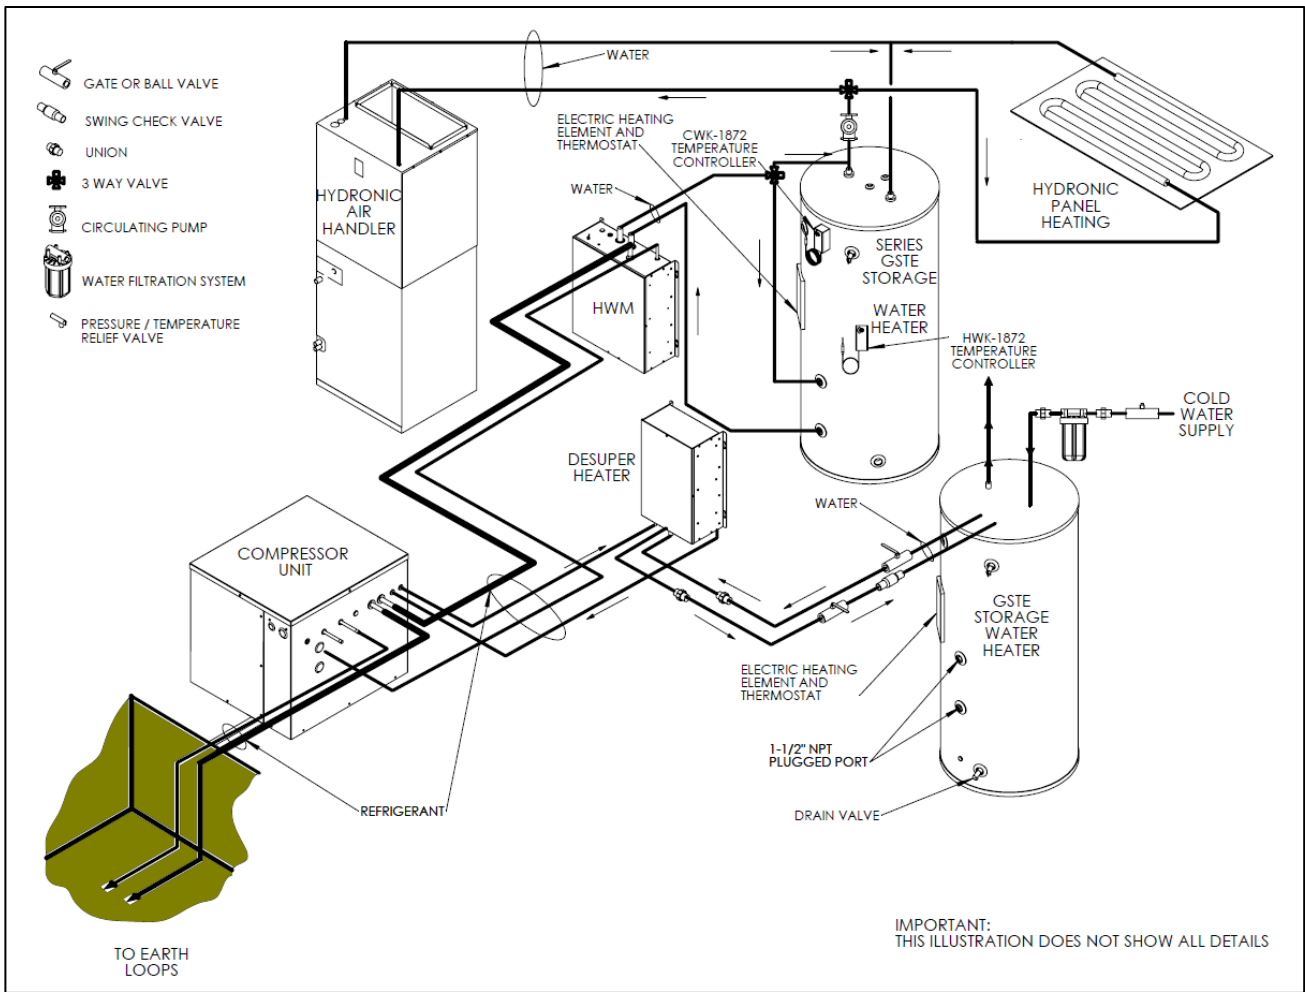 GATE OR BALL VALVE
SWING CHECK VALVE
UNION
3 WAY VALVE
CIRCULATING PUMP
WATER FILTRATION SYSTEM
PRESSURE / TEMPERATURE
RELIEF VALVE
WATER
HYDRONIC
AIR
HANDLER
ELECTRIC HEATING
ELEMENT AND
THERMOSTAT
CWK-1872
TEMPERATURE
CONTROLLER
WATER
HWM
SERIES
GSTE
STORAGE
WATER
HEATER
HYDRONIC
PANEL
HEATING
HWK-1872
TEMPERATURE
CONTROLLER
COLD
WATER
SUPPLY
DESUPER
HEATER
WATER
COMPRESSOR
UNIT
GSTE
STORAGE
WATER
HEATER
ELECTRIC HEATING
ELEMENT AND
THERMOSTAT
1-1/2" NPT
PLUGGED PORT
DRAIN VALVE
REFRIGERANT
TO EARTH
LOOPS
IMPORTANT:
THIS ILLUSTRATION DOES NOT SHOW ALL DETAILS